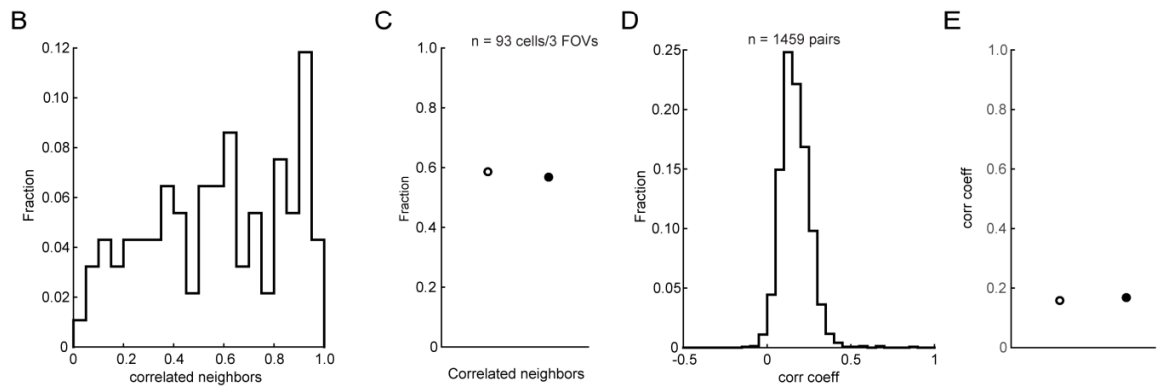 B
0.12
0.10
0.08
0.06
0.04
0.02
0
Fraction
0 0.2 0.4 0.6 0.8 1.0
correlated neighbors
C
n = 93 cells/3 FOVs
1.0
0.8
0.6
0.4
0.2
0
Fraction
Correlated neighbors
D
n = 1459 pairs
0.25
0.20
0.15
0.10
0.05
0
Fraction
-0.5 0 0.5 1
corr coeff
E
1.0
0.8
0.6
0.4
0.2
0
corr coeff